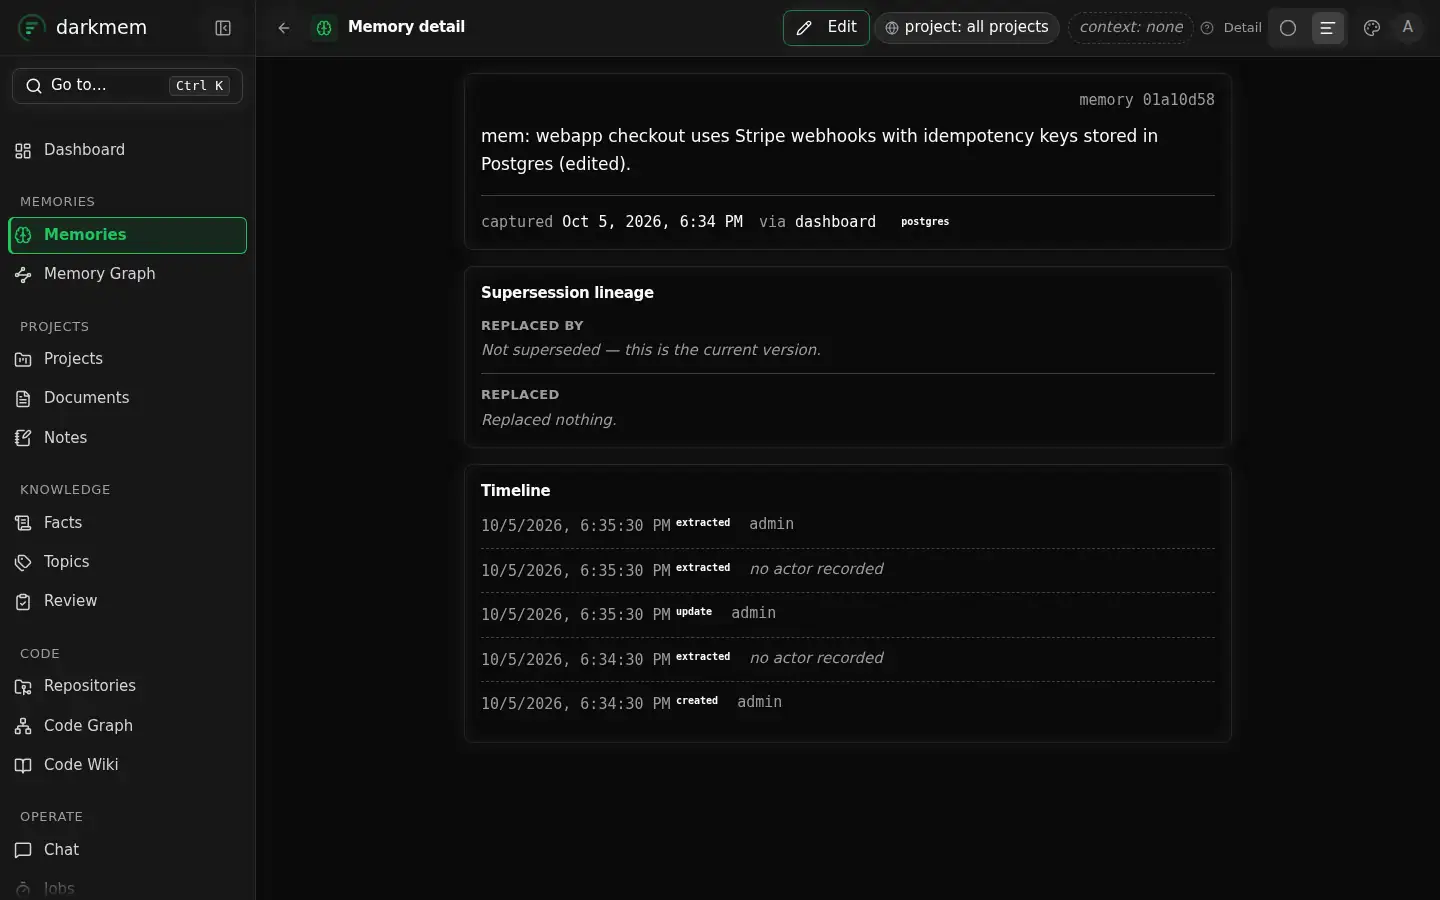 darkmem
Go to...
Ctrl K
Dashboard
MEMORIES
Memories
Memory Graph
PROJECTS
Projects
Documents
Notes
KNOWLEDGE
Facts
Topics
Review
CODE
Repositories
Code Graph
Code Wiki
OPERATE
Chat
Jobs
Memory detail
Edit
project: all projects
context: none
Detail
A
memory 01a10d58
mem: webapp checkout uses Stripe webhooks with idempotency keys stored in
Postgres (edited).
captured Oct 5, 2026, 6:34 PM via dashboard postgres
Supersession lineage
REPLACED BY
Not superseded — this is the current version.
REPLACED
Replaced nothing.
Timeline
10/5/2026, 6:35:30 PM extracted admin
10/5/2026, 6:35:30 PM extracted no actor recorded
10/5/2026, 6:35:30 PM update admin
10/5/2026, 6:34:30 PM extracted no actor recorded
10/5/2026, 6:34:30 PM created admin